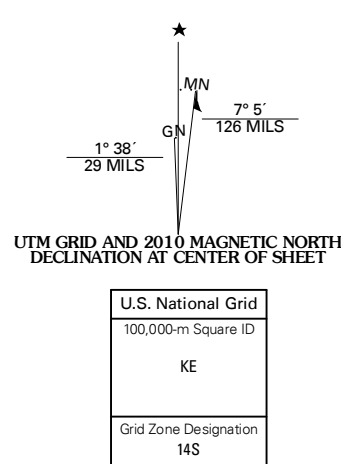 ★
MN
GN
7° 5´
126 MILS
1° 38´
29 MILS
UTM GRID AND 2010 MAGNETIC NORTH
DECLINATION AT CENTER OF SHEET
U.S. National Grid
100,000-m Square ID
KE
Grid Zone Designation
14S